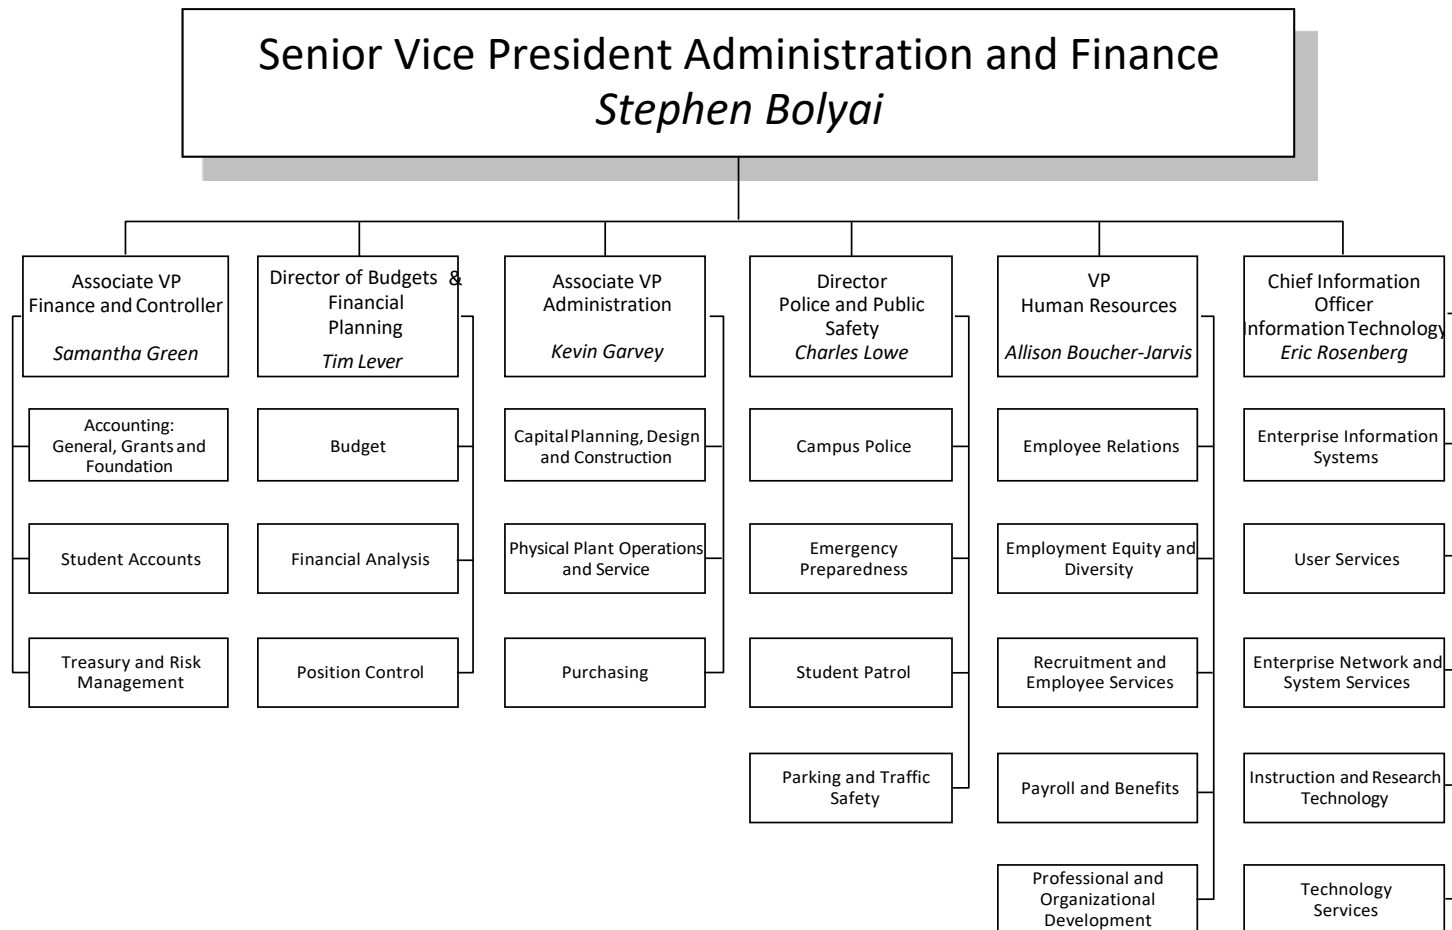 Senior Vice President Administration and Finance
Stephen Bolyai
Associate VP
Finance and Controller
Samantha Green
Director of Budgets &
Financial
Planning
Tim Lever
Associate VP
Administration
Kevin Garvey
Director
Police and Public
Safety
Charles Lowe
VP
Human Resources
Allison Boucher-Jarvis
Chief Information
Officer
Information Technology
Eric Rosenberg
Accounting:
General, Grants and
Foundation
Budget
Capital Planning, Design
and Construction
Campus Police
Employee Relations
Enterprise Information
Systems
Student Accounts
Financial Analysis
Physical Plant Operations
and Service
Emergency
Preparedness
Employment Equity and
Diversity
User Services
Treasury and Risk
Management
Position Control
Purchasing
Student Patrol
Recruitment and
Employee Services
Enterprise Network and
System Services
Parking and Traffic
Safety
Payroll and Benefits
Instruction and Research
Technology
Professional and
Organizational
Development
Technology
Services